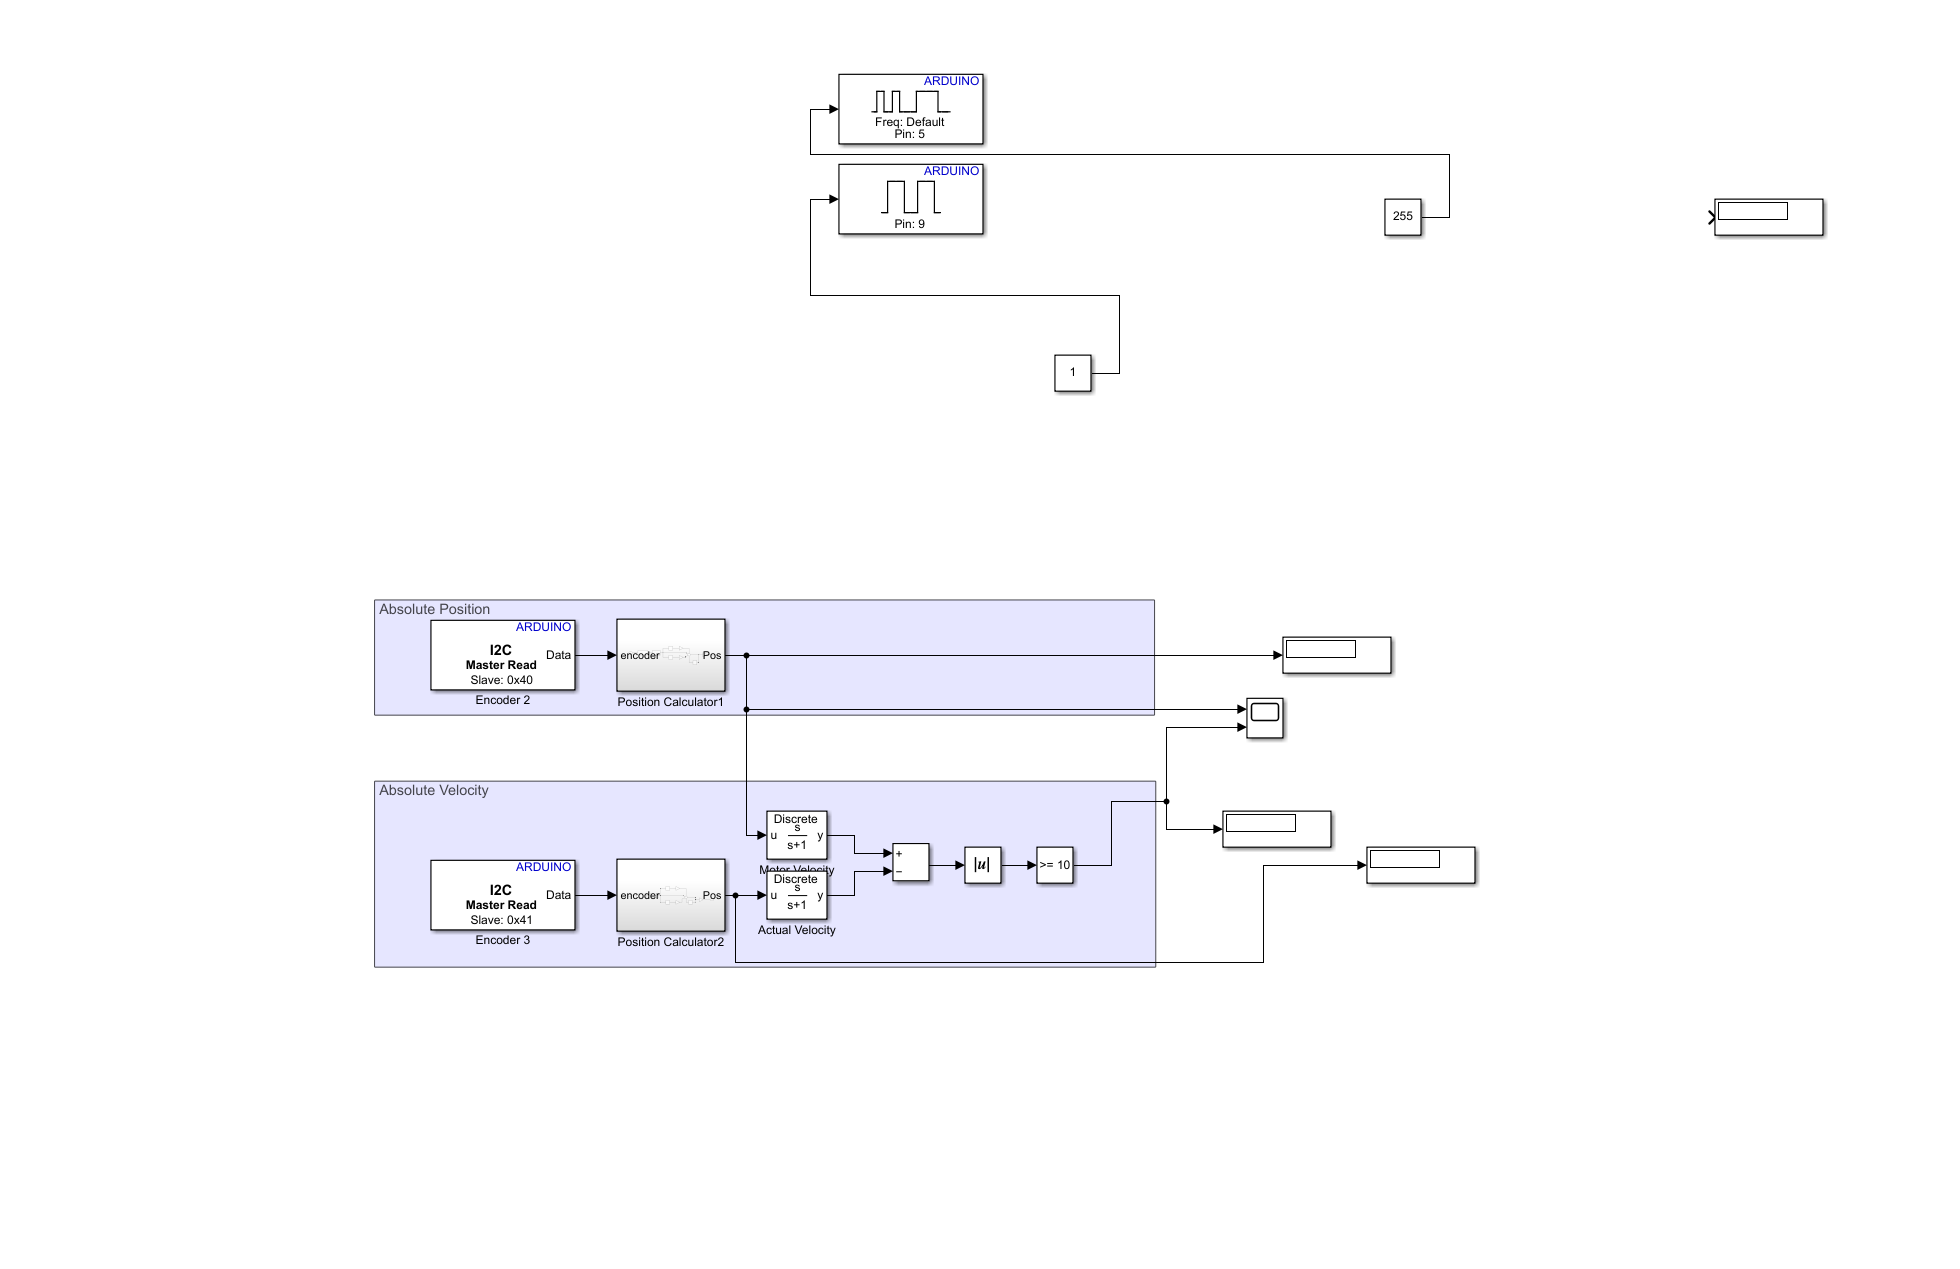 ARDUINO
Freq: Default
Pin: 5
ARDUINO
Pin: 9
255
1
Absolute Position
ARDUINO
I2C
Master Read
Slave: 0x40
Data
Encoder 2
encoder
Pos
Position Calculator1
Absolute Velocity
Discrete
u s y
s+1
Motor Velocity
ARDUINO
I2C
Master Read
Slave: 0x41
Data
Encoder 3
encoder
Pos
Position Calculator2
Discrete
u s y
s+1
Actual Velocity
+
−
|u|
>= 10